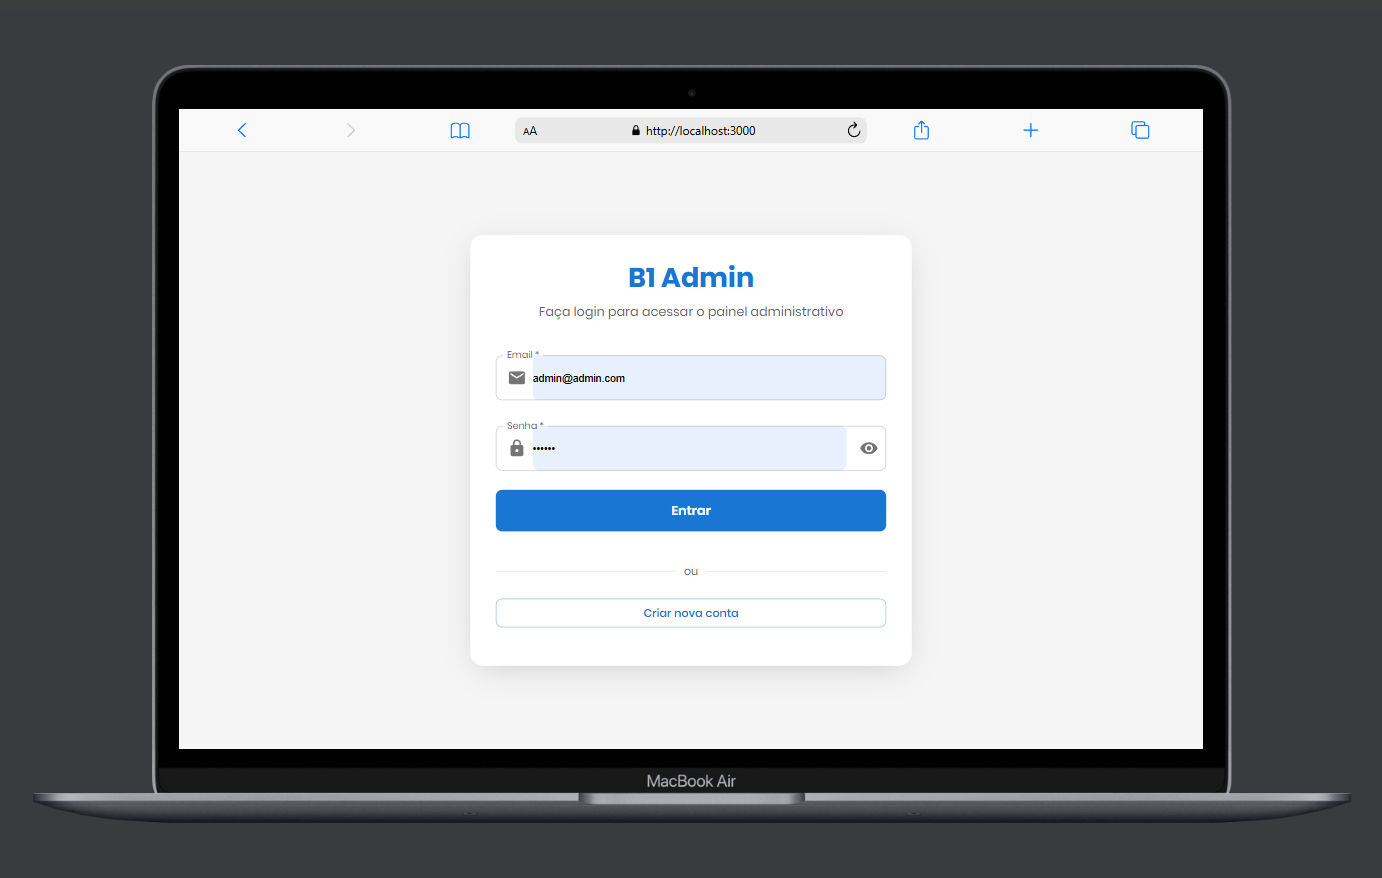 AA http://localhost:3000
B1 Admin
Faça login para acessar o painel administrativo
Email *
admin@admin.com
Senha *
••••••
Entrar
ou
Criar nova conta
MacBook Air